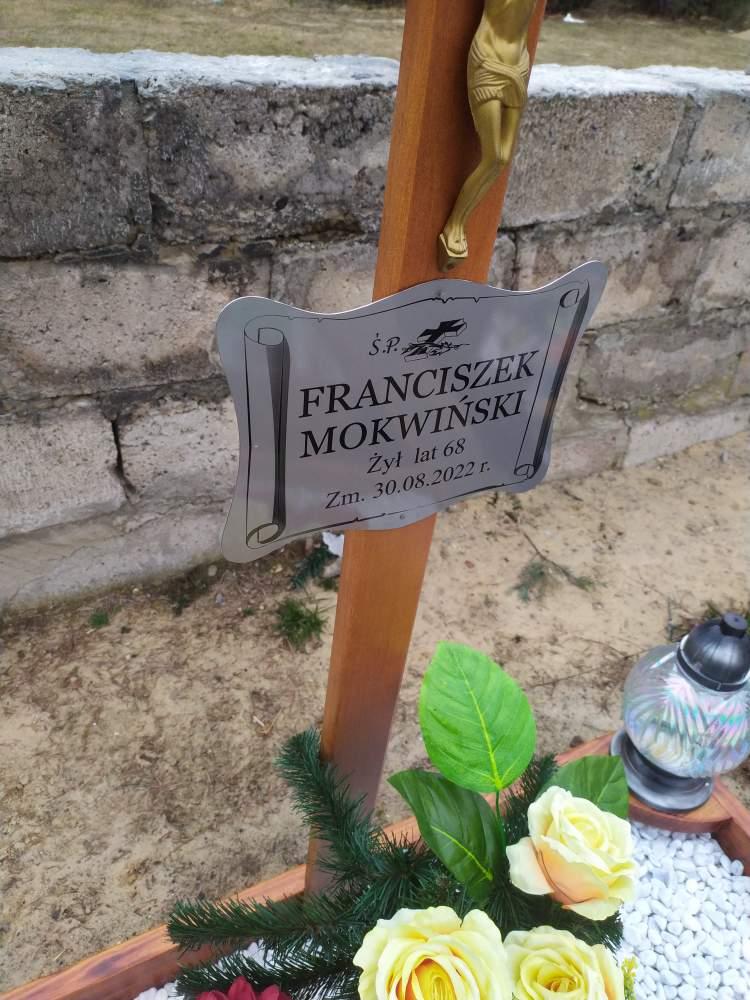 Ś.P.
FRANCISZEK
MOKWIŃSKI
Żył lat 68
Zm. 30.08.2022 r.